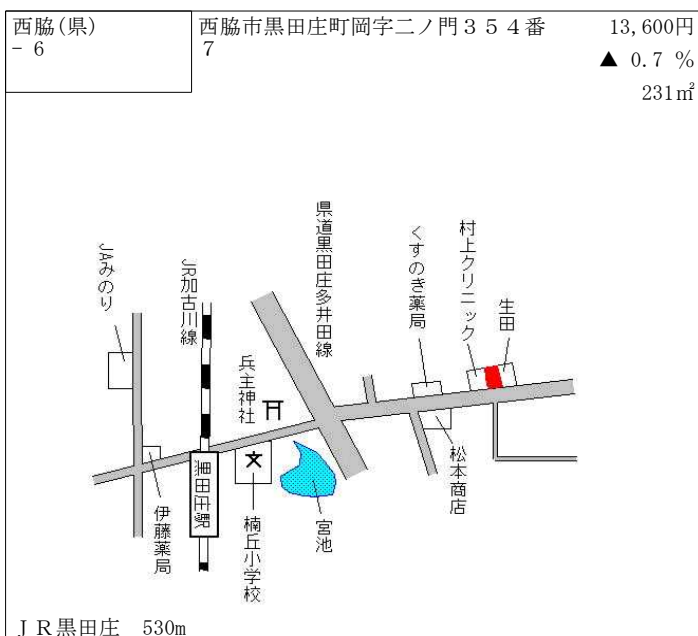 西脇(県)
－６
西脇市黒田庄町岡字二ノ門３５４番
７
13,600円
▲ 0.7 %
231㎡
JAみのり
JR加古川線
兵主神社
県道黒田庄多井田線
くすのき薬局
村上クリニック
生田
伊藤薬局
黒田庄駅
楠丘小学校
宮池
松本商店
ＪＲ黒田庄　530m